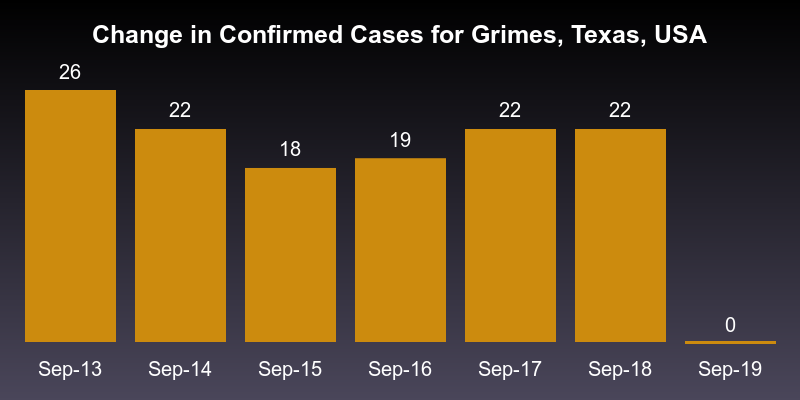 Change in Confirmed Cases for Grimes, Texas, USA
26
22
18
19
22
22
0
Sep-13
Sep-14
Sep-15
Sep-16
Sep-17
Sep-18
Sep-19